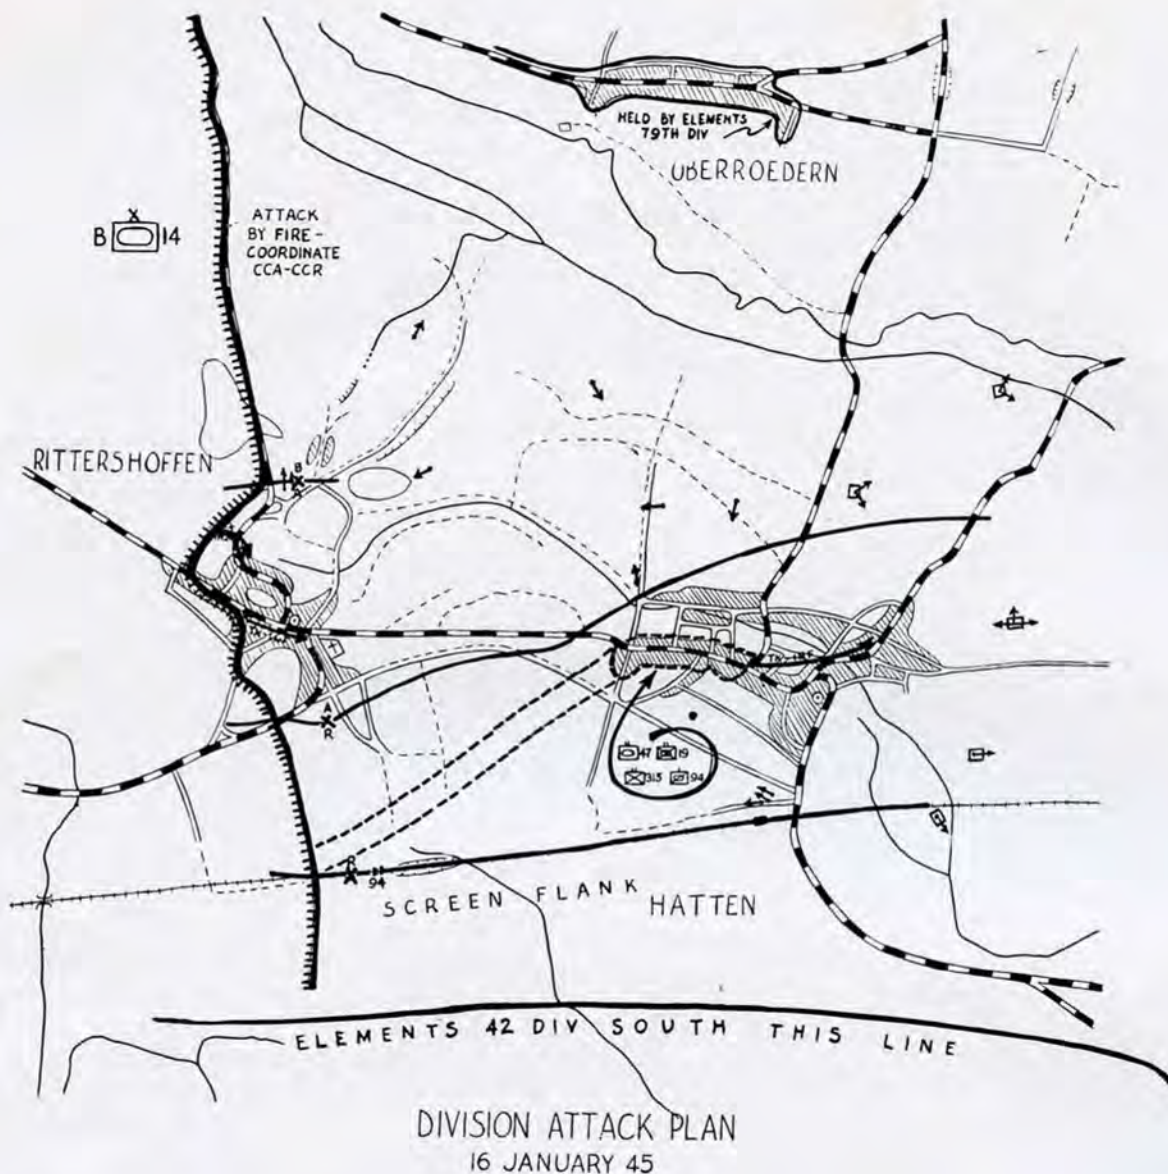 HELD BY ELEMENTS
79TH DIV
OBERROEDERN
X
B 14
ATTACK
BY FIRE-
COORDINATE
CCA-CCR
RITTERSHOFFEN
B
X
A
A
X
R
47 19
315 94
R
X
94
SCREEN FLANK
HATTEN
ELEMENTS 42 DIV SOUTH THIS LINE
DIVISION ATTACK PLAN
16 JANUARY 45